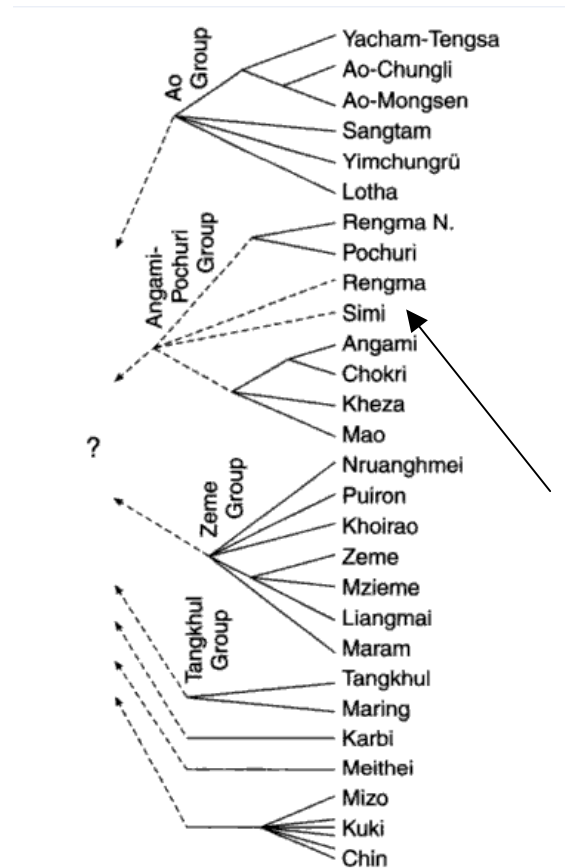 Ao
Group
Yacham-Tengsa
Ao-Chungli
Ao-Mongsen
Sangtam
Yimchungrü
Lotha
Angami-
Pochuri
Group
Rengma N.
Pochuri
Rengma
Simi
Angami
Chokri
Kheza
Mao
?
Zeme
Group
Nruanghmei
Puiron
Khoirao
Zeme
Mzieme
Liangmai
Maram
Tangkhul
Group
Tangkhul
Maring
Karbi
Meithei
Mizo
Kuki
Chin